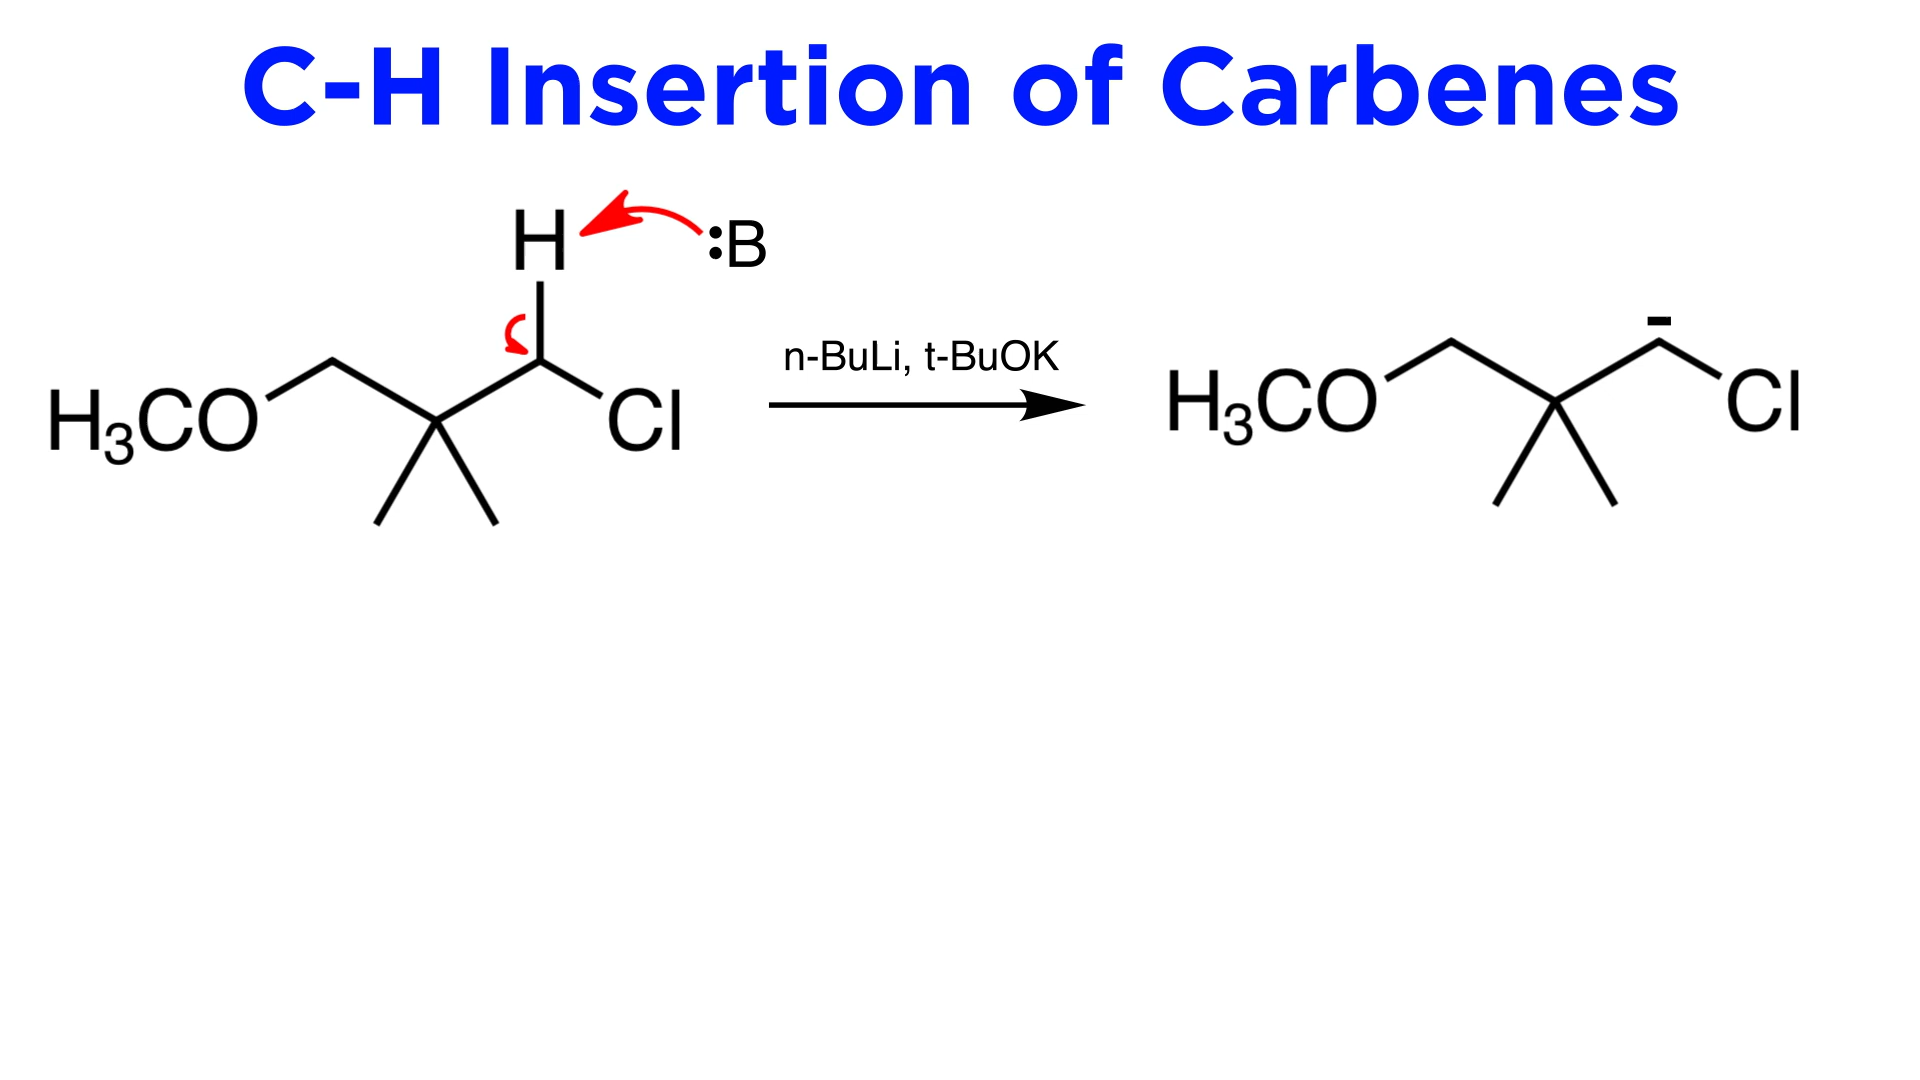 C-H Insertion of Carbenes
H :B
H₃CO Cl
n-BuLi, t-BuOK
-
H₃CO Cl